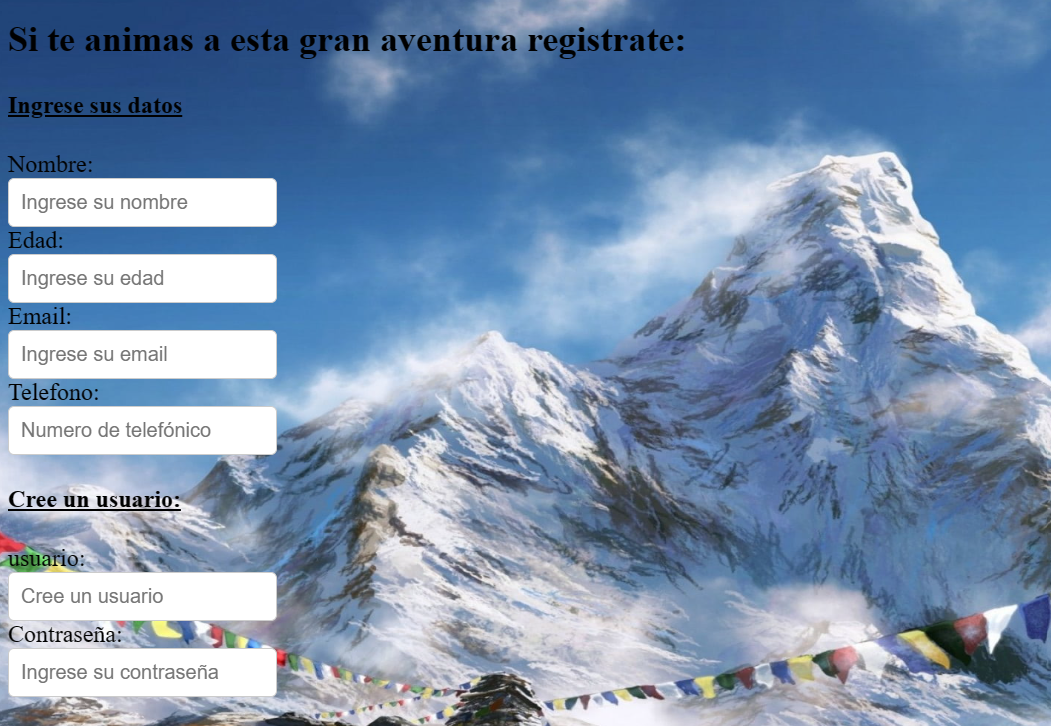 Si te animas a esta gran aventura registrate:
Ingrese sus datos
Nombre:
Ingrese su nombre
Edad:
Ingrese su edad
Email:
Ingrese su email
Telefono:
Numero de telefónico
Cree un usuario:
usuario:
Cree un usuario
Contraseña:
Ingrese su contraseña